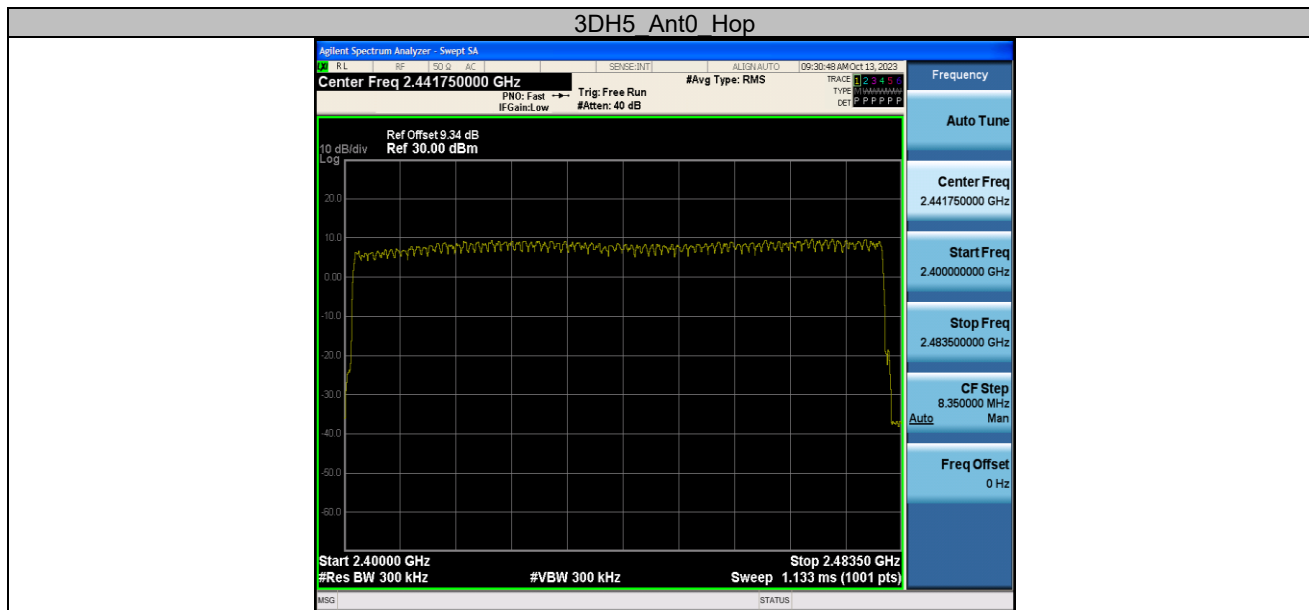 3DH5_Ant0_Hop
Agilent Spectrum Analyzer - Swept SA
RL RF 50 Ω AC SENSE:INT ALIGN AUTO 09:30:48 AM Oct 13, 2023
Center Freq 2.441750000 GHz #Avg Type: RMS TRACE 1 2 3 4 5 6
PNO: Fast Trig: Free Run TYPE M WWWWW
IFGain:Low #Atten: 40 dB DET P P P P P P
Ref Offset 9.34 dB
10 dB/div Ref 30.00 dBm
Log
20.0
10.0
0.00
-10.0
-20.0
-30.0
-40.0
-50.0
-60.0
Start 2.40000 GHz Stop 2.48350 GHz
#Res BW 300 kHz #VBW 300 kHz Sweep 1.133 ms (1001 pts)
MSG STATUS
Frequency
Auto Tune
Center Freq
2.441750000 GHz
Start Freq
2.400000000 GHz
Stop Freq
2.483500000 GHz
CF Step
8.350000 MHz
Auto Man
Freq Offset
0 Hz